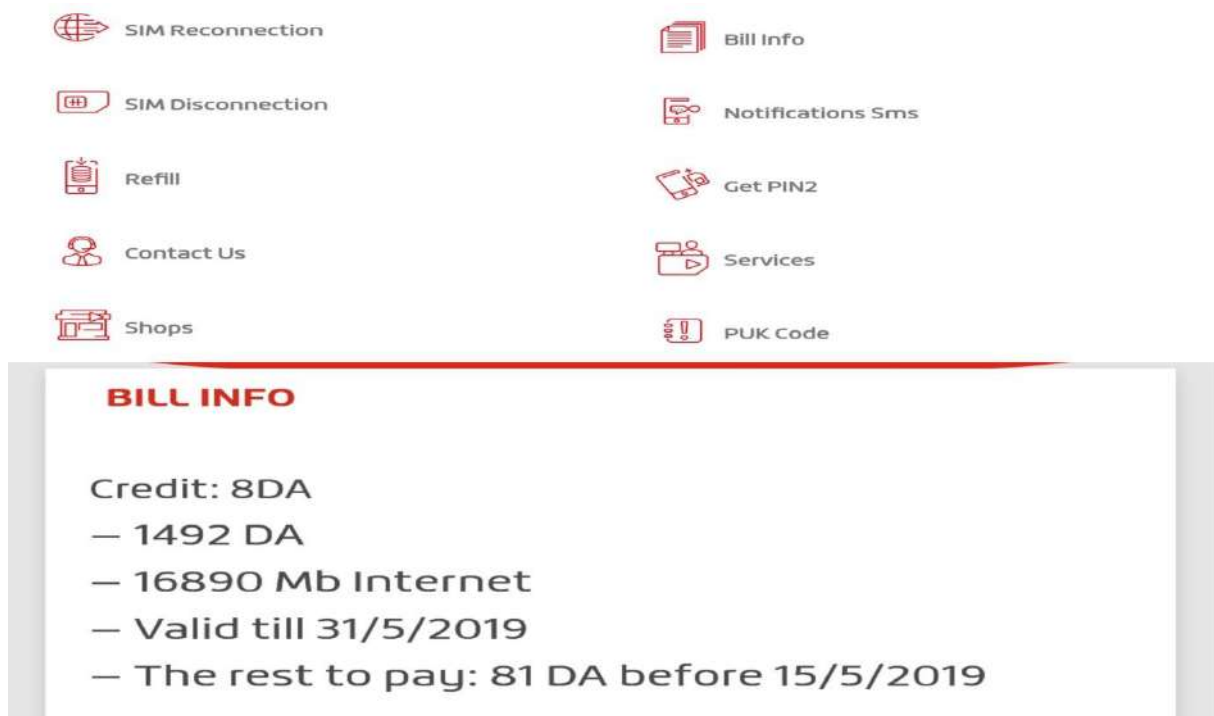 SIM Reconnection
Bill Info
SIM Disconnection
Notifications Sms
Refill
Get PIN2
Contact Us
Services
Shops
PUK Code
BILL INFO
Credit: 8DA
– 1492 DA
– 16890 Mb Internet
– Valid till 31/5/2019
– The rest to pay: 81 DA before 15/5/2019